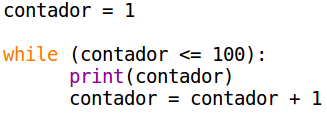 contador = 1
while (contador <= 100):
print(contador)
contador = contador + 1